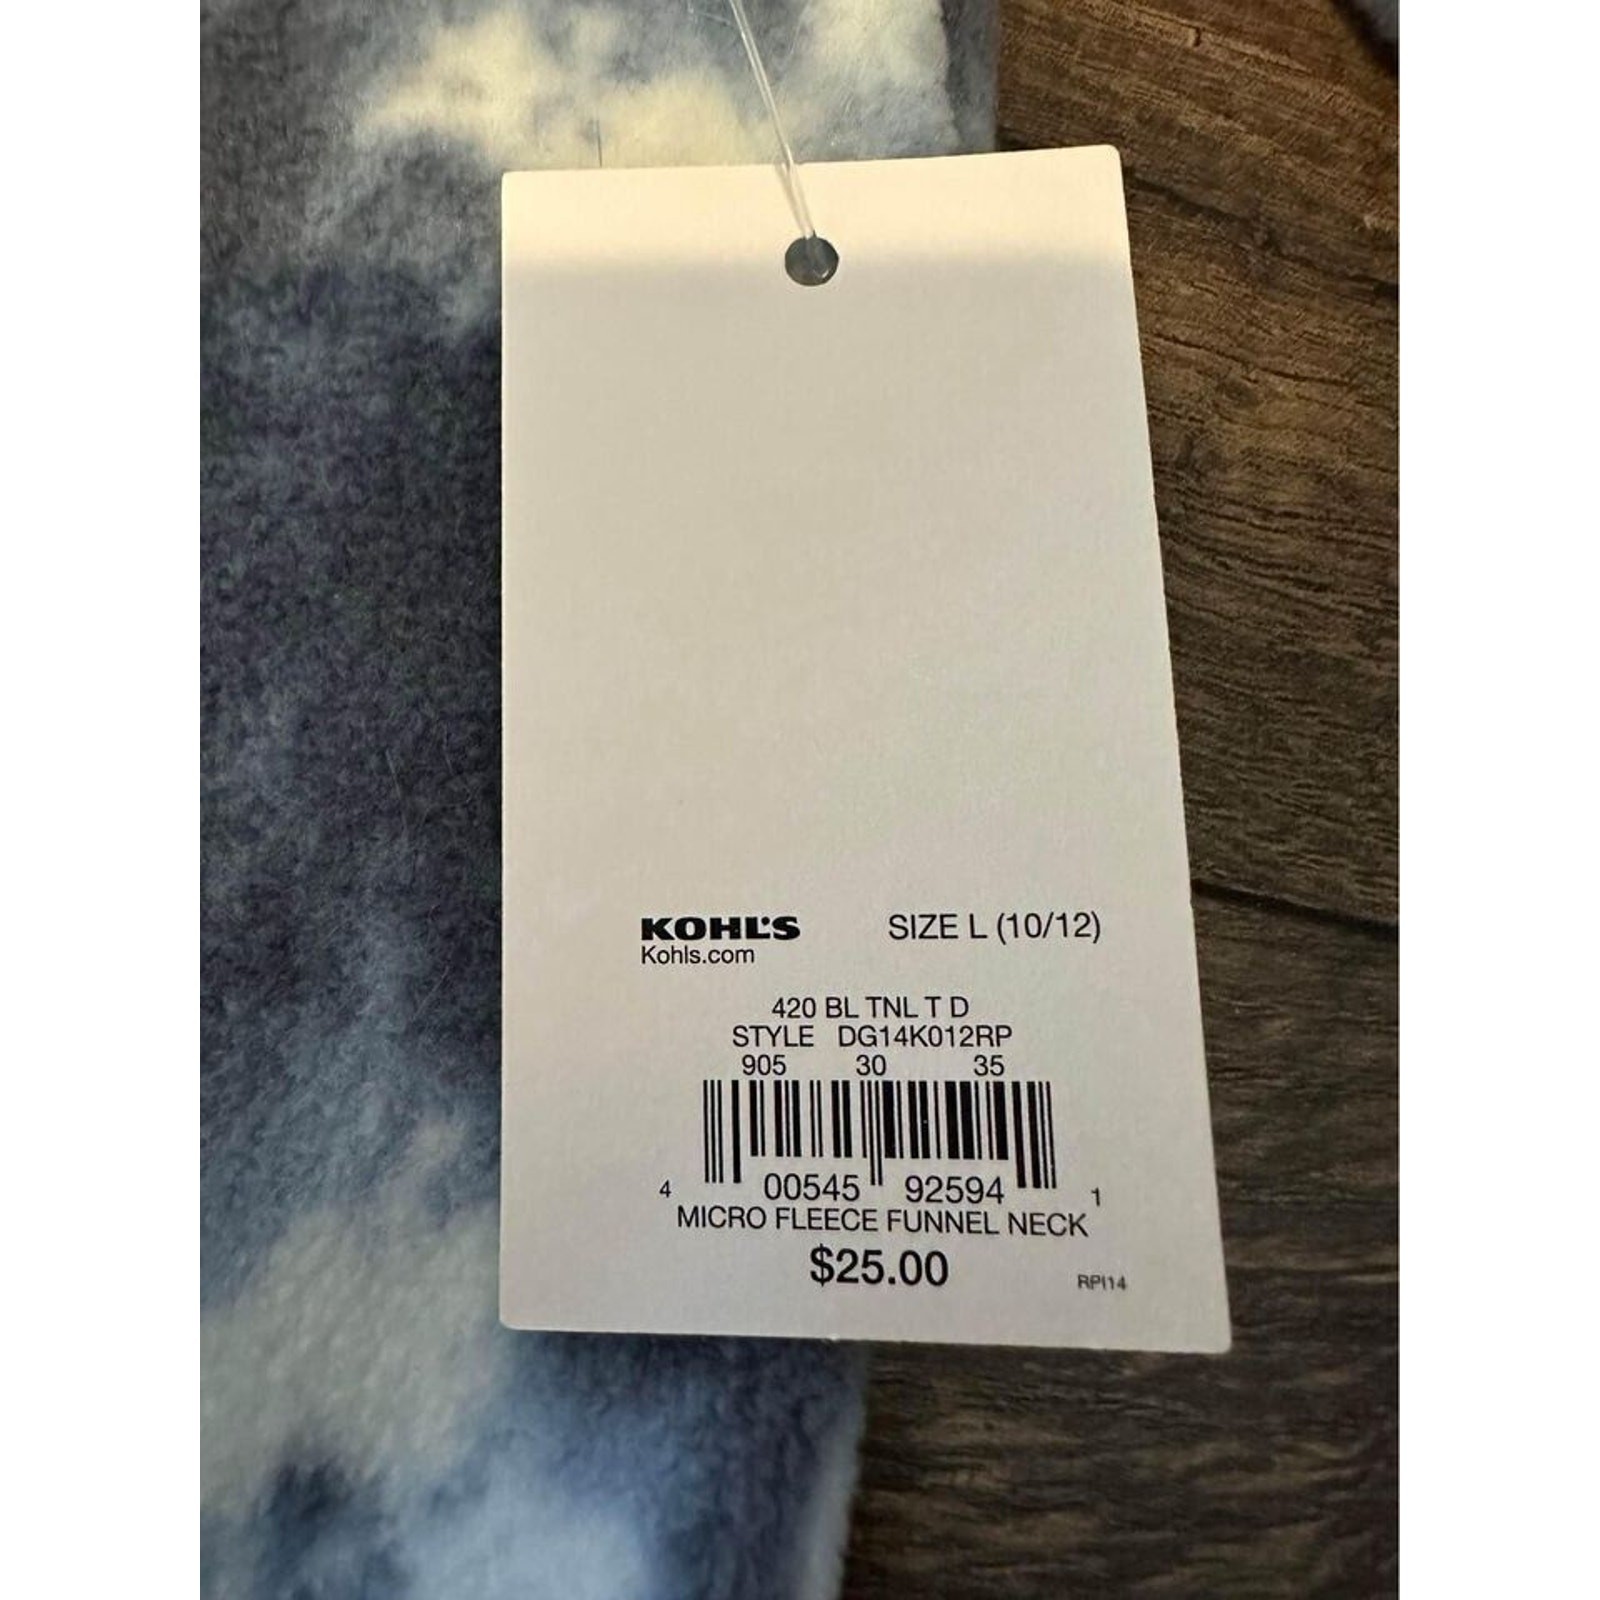 KOHL'S SIZE L (10/12)
Kohls.com
420 BL TNL T D
STYLE DG14K012RP
905 30 35
4 00545 92594 1
MICRO FLEECE FUNNEL NECK
$25.00
RPI14